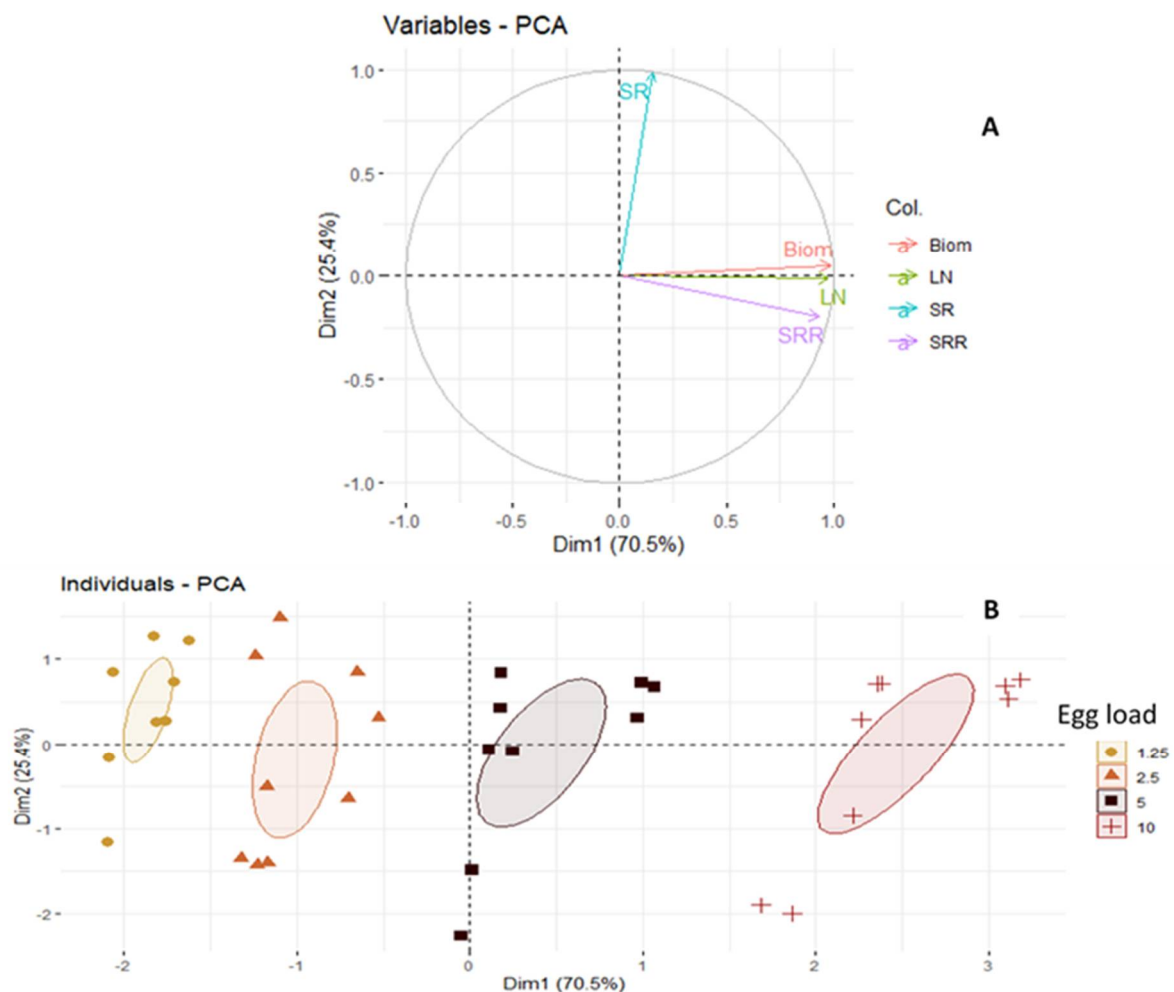 Variables - PCA
A
1.0
0.5
0.0
-0.5
-1.0
Dim2 (25.4%)
SR
Biom
LN
SRR
-1.0 -0.5 0.0 0.5 1.0
Dim1 (70.5%)
Col.
a Biom
a LN
a SR
a SRR
Individuals - PCA
B
1
0
-1
-2
Dim2 (25.4%)
-2 -1 0 1 2 3
Dim1 (70.5%)
Egg load
1.25
2.5
5
10